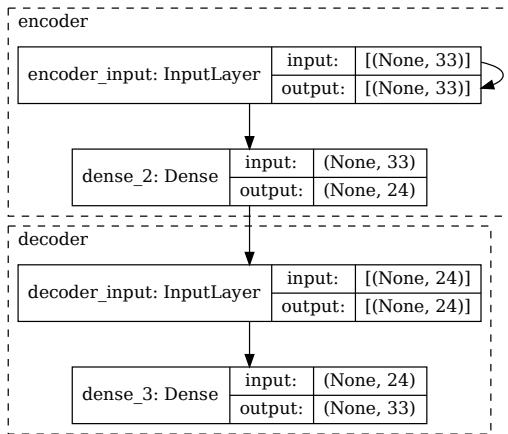 encoder
encoder_input: InputLayer
input: [(None, 33)]
output: [(None, 33)]
dense_2: Dense
input: (None, 33)
output: (None, 24)
decoder
decoder_input: InputLayer
input: [(None, 24)]
output: [(None, 24)]
dense_3: Dense
input: (None, 24)
output: (None, 33)